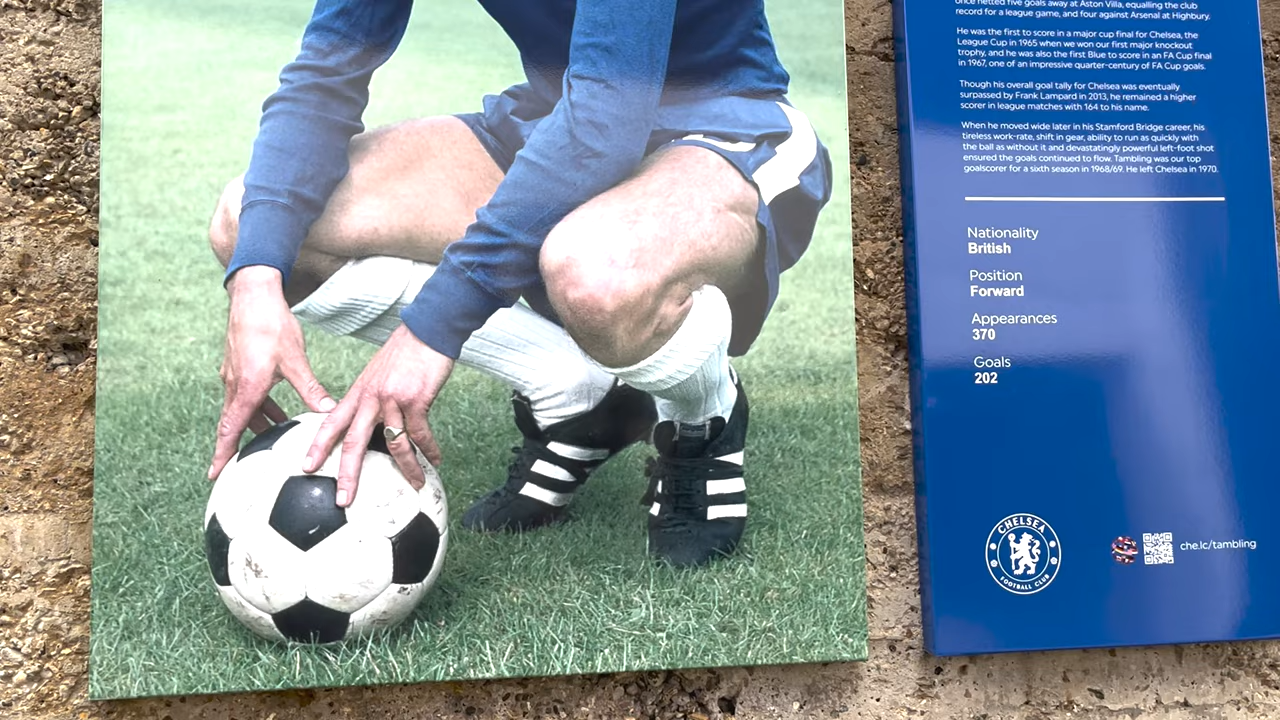 once netted five goals away at Aston Villa, equalling the club
record for a league game, and four against Arsenal at Highbury.
He was the first to score in a major cup final for Chelsea, the
League Cup in 1965 when we won our first major knockout
trophy, and he was also the first Blue to score in an FA Cup final
in 1967, one of an impressive quarter-century of FA Cup goals.
Though his overall goal tally for Chelsea was eventually
surpassed by Frank Lampard in 2013, he remained a higher
scorer in league matches with 164 to his name.
When he moved wide later in his Stamford Bridge career, his
tireless work-rate, shift in gear, ability to run as quickly with
the ball as without it and devastatingly powerful left-foot shot
ensured the goals continued to flow. Tambling was our top
goalscorer for a sixth season in 1968/69. He left Chelsea in 1970.
Nationality
British
Position
Forward
Appearances
370
Goals
202
CHELSEA
FOOTBALL CLUB
che.lc/tambling